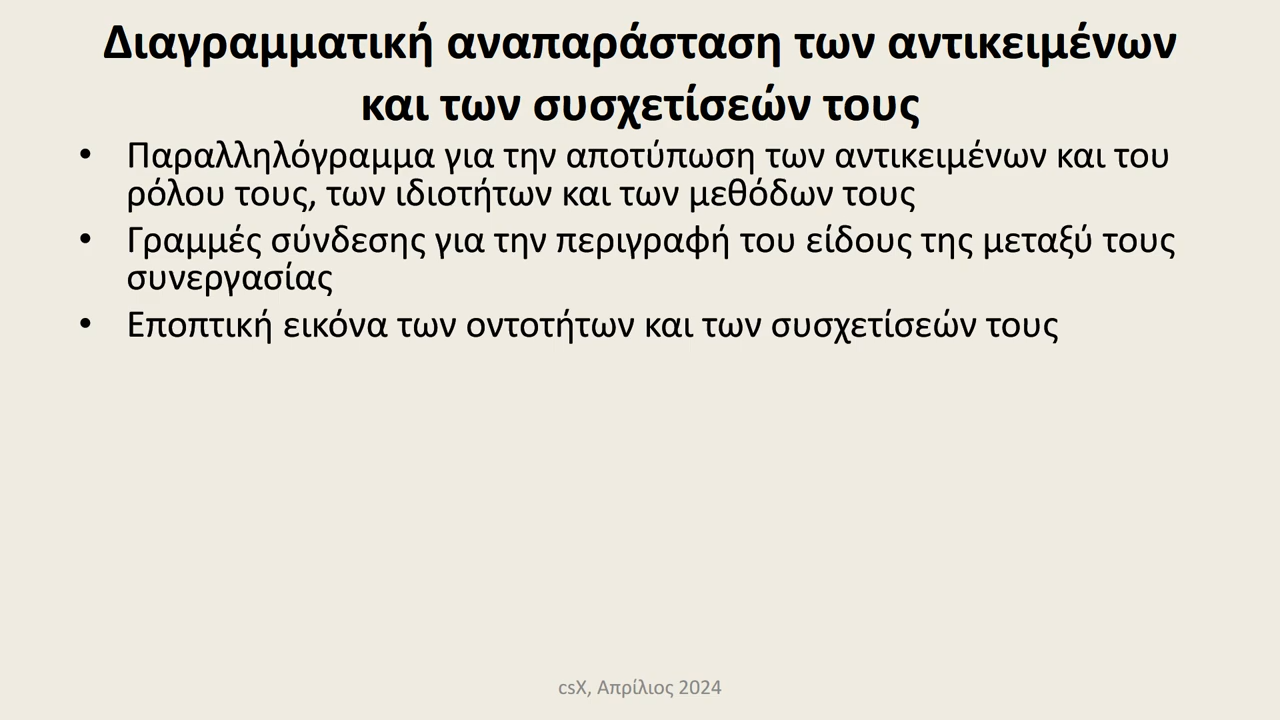 Διαγραμματική αναπαράσταση των αντικειμένων
και των συσχετίσεών τους
• Παραλληλόγραμμα για την αποτύπωση των αντικειμένων και του
ρόλου τους, των ιδιοτήτων και των μεθόδων τους
• Γραμμές σύνδεσης για την περιγραφή του είδους της μεταξύ τους
συνεργασίας
• Εποπτική εικόνα των οντοτήτων και των συσχετίσεών τους
csX, Απρίλιος 2024